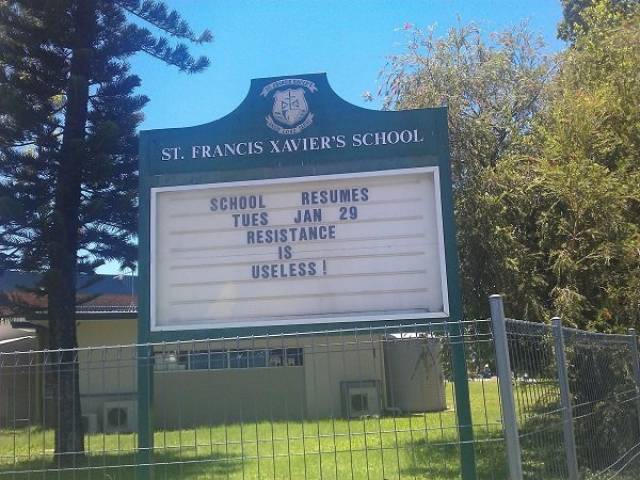 ST. FRANCIS XAVIER'S SCHOOL
SCHOOL RESUMES
TUES JAN 29
RESISTANCE
IS
USELESS!